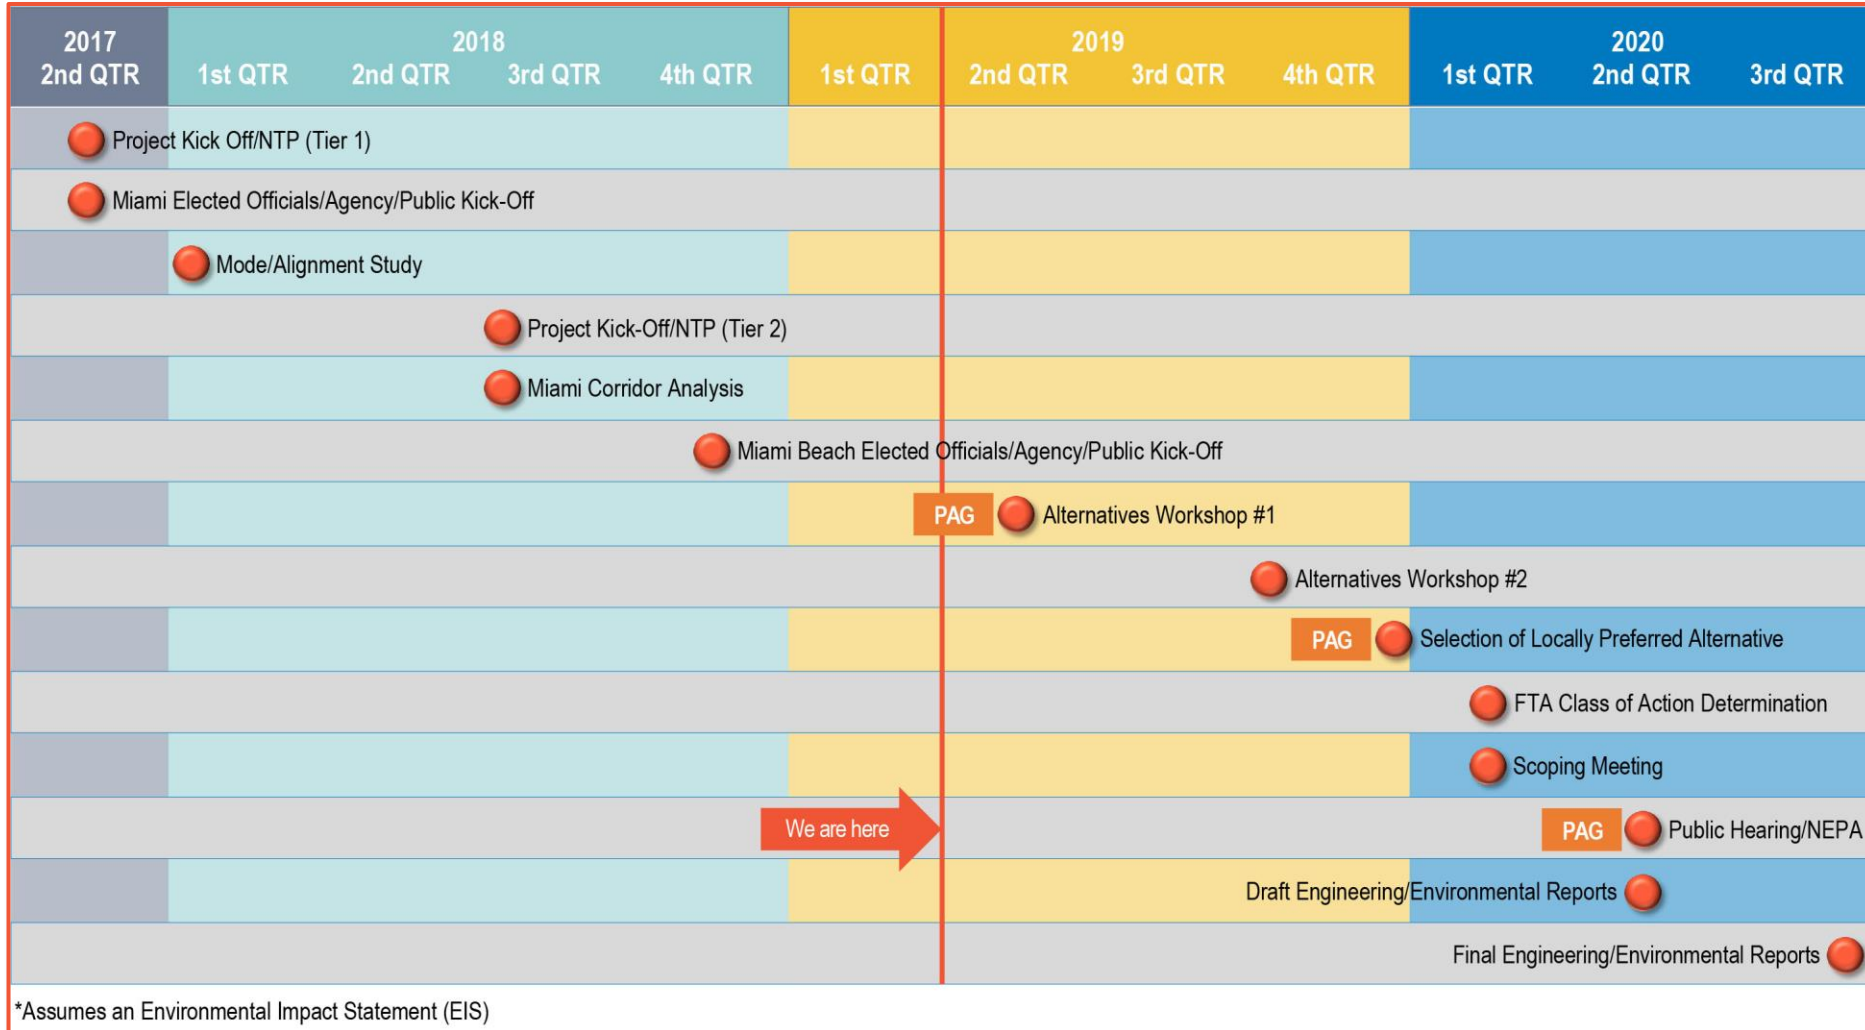 2017 2018 2019 2020
2nd QTR 1st QTR 2nd QTR 3rd QTR 4th QTR 1st QTR 2nd QTR 3rd QTR 4th QTR 1st QTR 2nd QTR 3rd QTR
Project Kick Off/NTP (Tier 1)
Miami Elected Officials/Agency/Public Kick-Off
Mode/Alignment Study
Project Kick-Off/NTP (Tier 2)
Miami Corridor Analysis
Miami Beach Elected Officials/Agency/Public Kick-Off
PAG Alternatives Workshop #1
Alternatives Workshop #2
PAG Selection of Locally Preferred Alternative
FTA Class of Action Determination
Scoping Meeting
We are here PAG Public Hearing/NEPA
Draft Engineering/Environmental Reports
Final Engineering/Environmental Reports
*Assumes an Environmental Impact Statement (EIS)